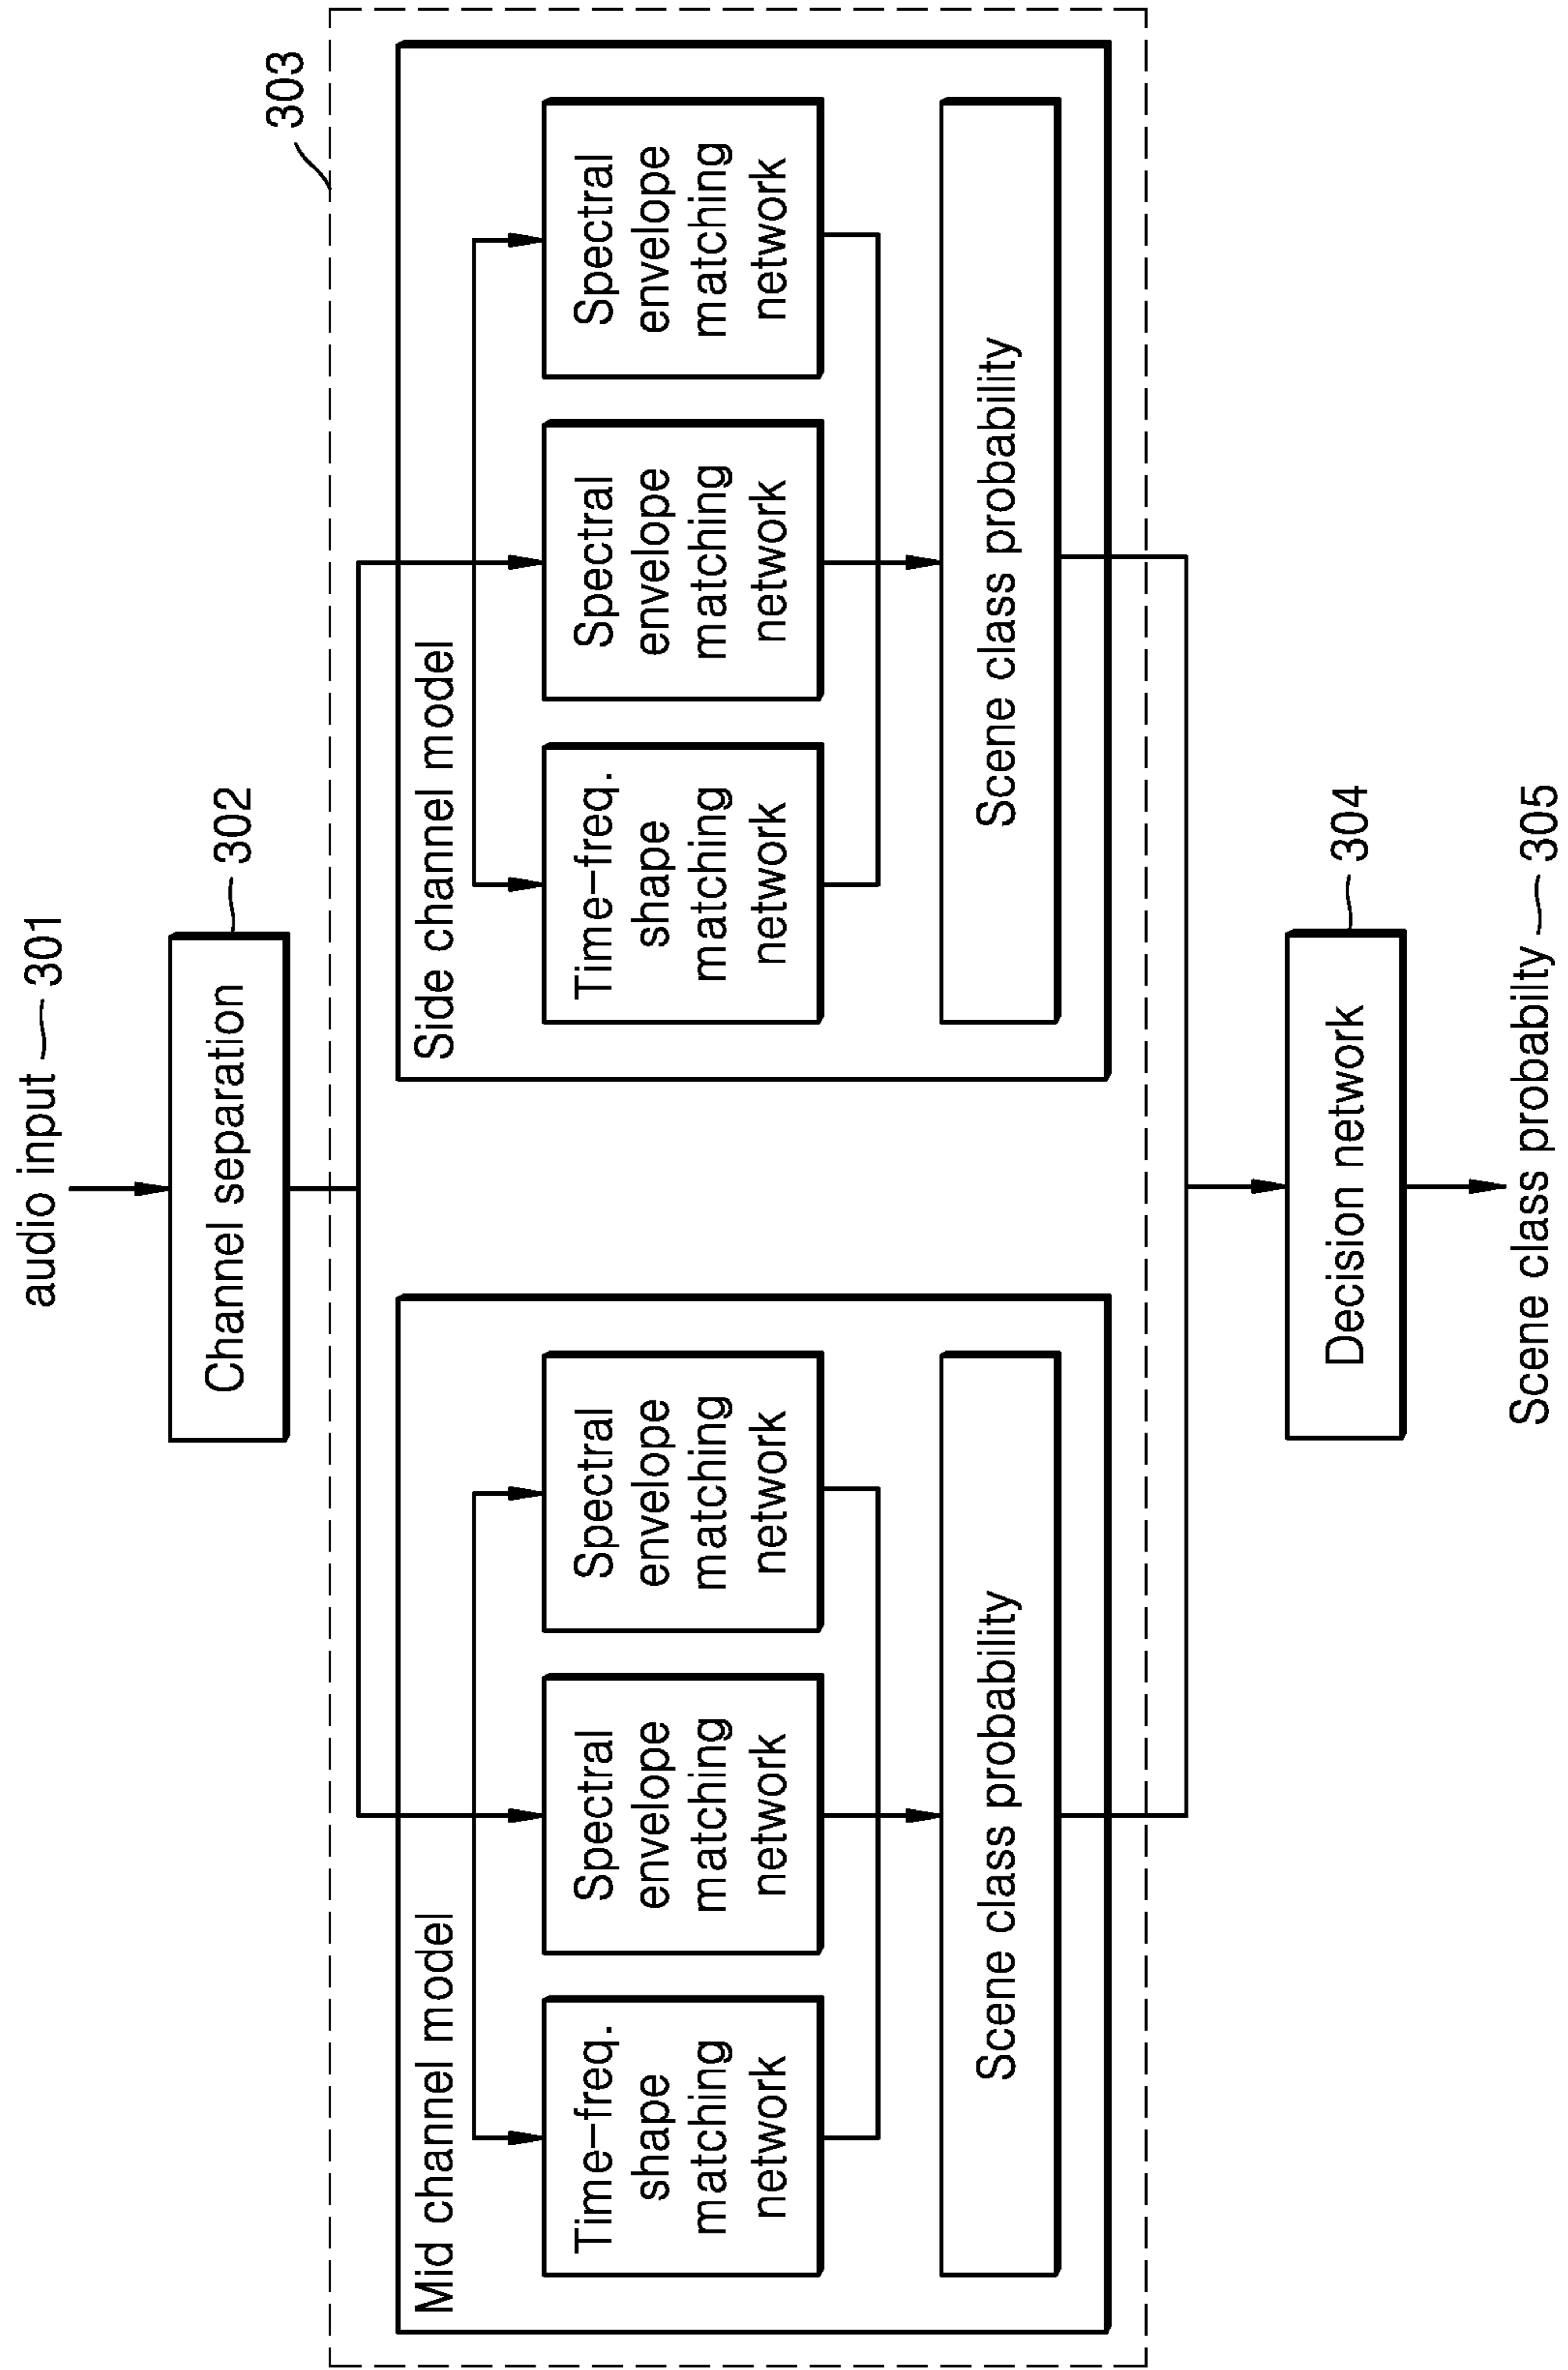 audio input 301
Channel separation
302
303
Mid channel model
Time-freq.
shape
matching
network
Spectral
envelope
matching
network
Spectral
envelope
matching
network
Scene class probability
Side channel model
Time-freq.
shape
matching
network
Spectral
envelope
matching
network
Spectral
envelope
matching
network
Scene class probability
Decision network
304
Scene class probabilty 305